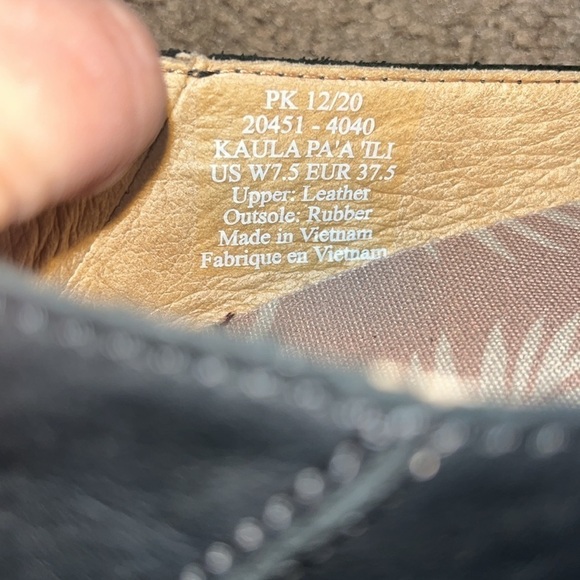 PK 12/20
20451 - 4040
KAULA PA'A 'ILI
US W7.5 EUR 37.5
Upper: Leather
Outsole: Rubber
Made in Vietnam
Fabrique en Vietnam